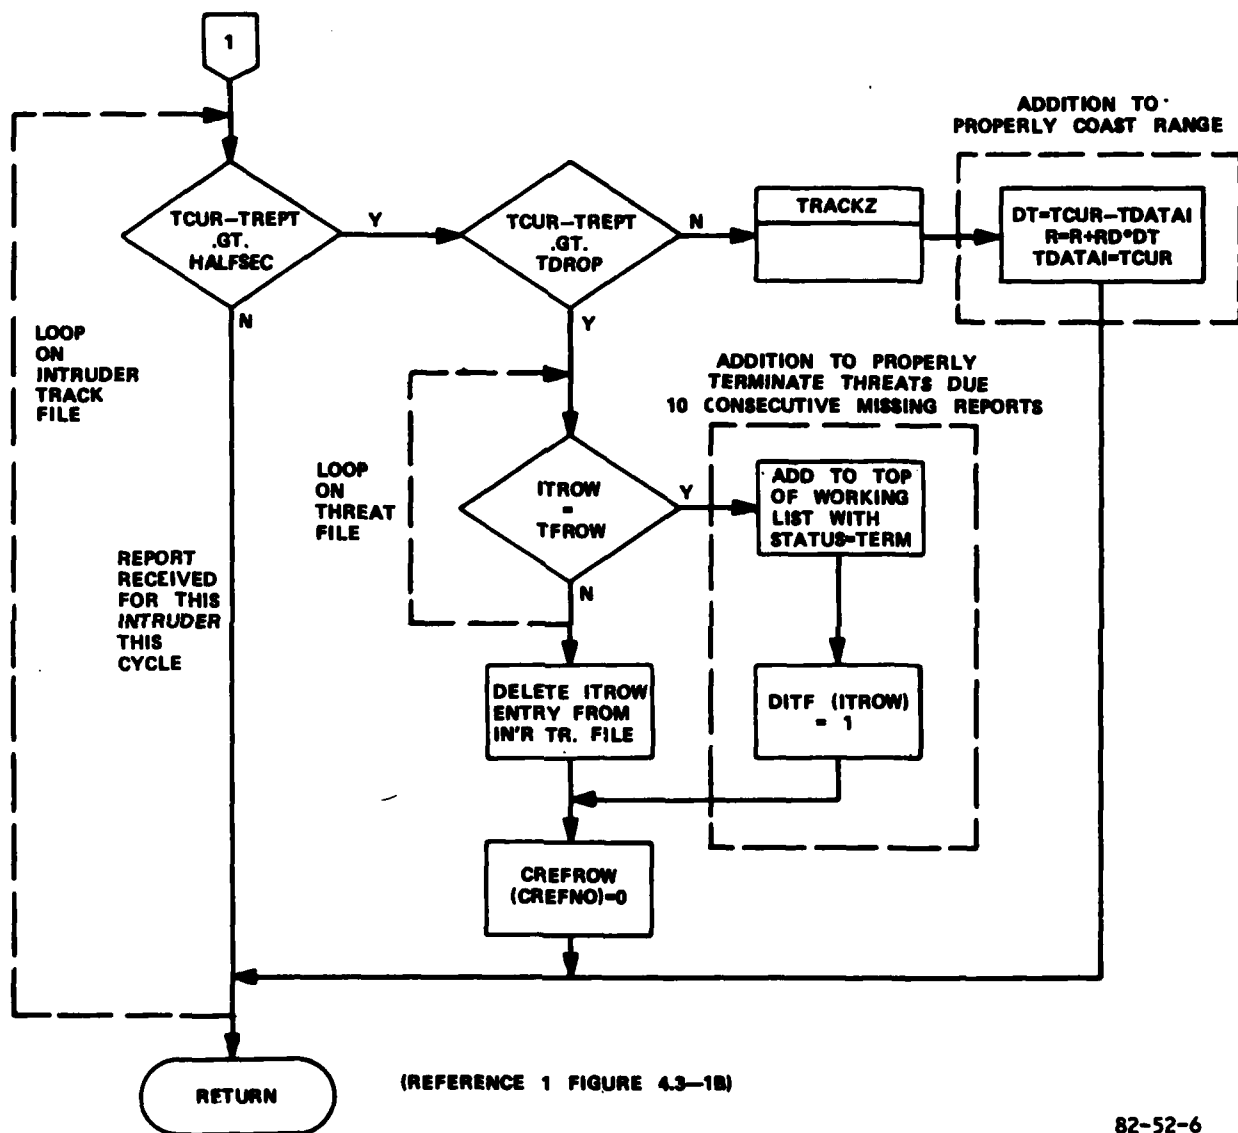 1
ADDITION TO
PROPERLY COAST RANGE
TCUR-TREPT
.GT.
HALFSEC
Y
TCUR-TREPT
.GT.
TDROP
N
TRACKZ
DT=TCUR-TDATAI
R=R+RD*DT
TDATAI=TCUR
N
Y
LOOP
ON
INTRUDER
TRACK
FILE
ADDITION TO PROPERLY
TERMINATE THREATS DUE
10 CONSECUTIVE MISSING REPORTS
LOOP
ON
THREAT
FILE
ITROW
=
TFROW
Y
ADD TO TOP
OF WORKING
LIST WITH
STATUS=TERM
N
REPORT
RECEIVED
FOR THIS
INTRUDER
THIS
CYCLE
DELETE ITROW
ENTRY FROM
IN'R TR. FILE
DITF (ITROW)
= 1
CREFROW
(CREFNO)=0
RETURN
(REFERENCE 1 FIGURE 4.3—1B)
82-52-6